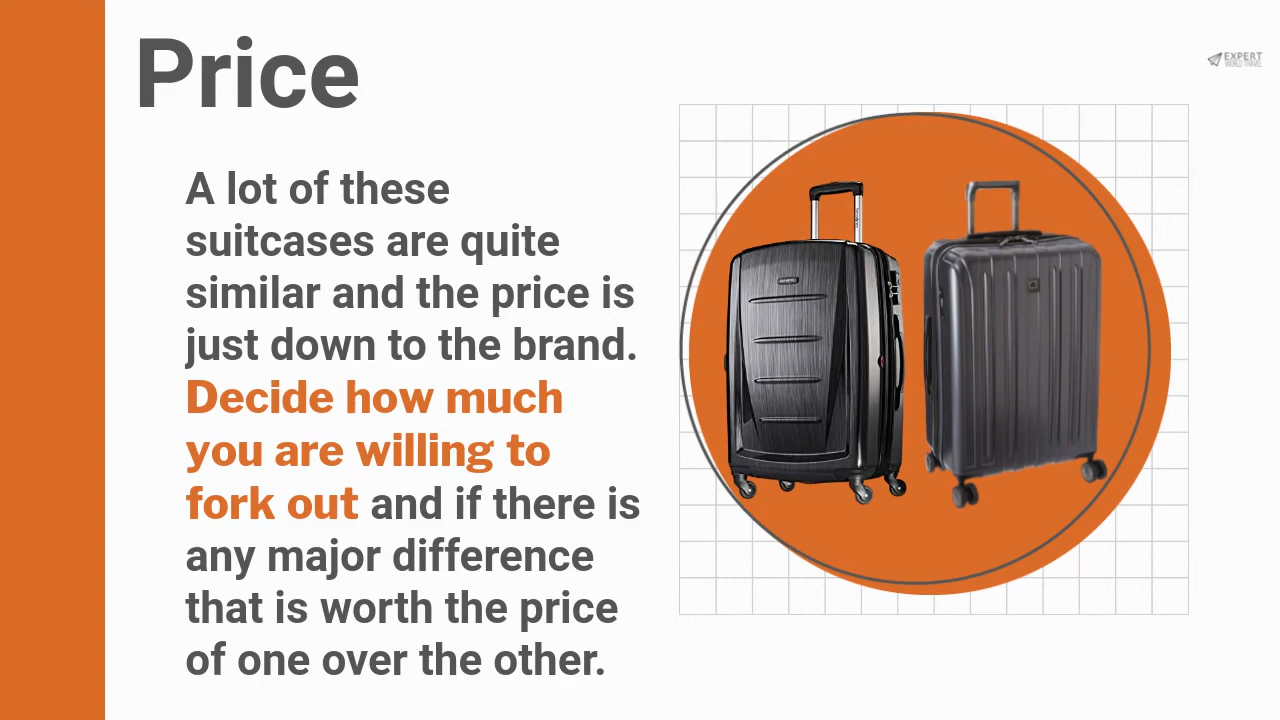 Price
EXPERT
WORLD TRAVEL
A lot of these
suitcases are quite
similar and the price is
just down to the brand.
Decide how much
you are willing to
fork out and if there is
any major difference
that is worth the price
of one over the other.